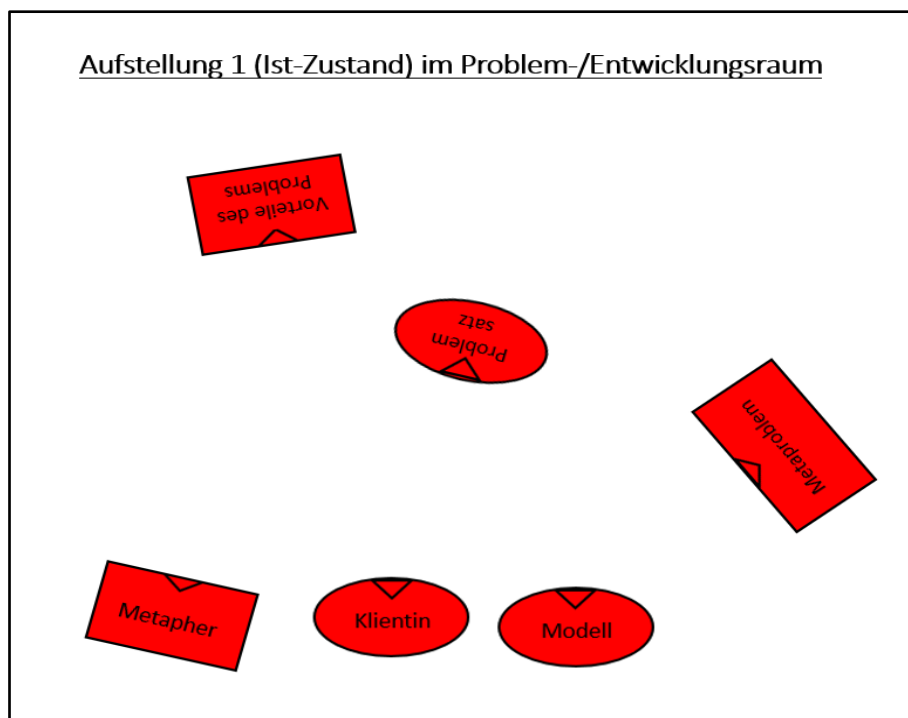 Aufstellung 1 (Ist-Zustand) im Problem-/Entwicklungsraum
Vorteile des
Problems
Problem
satz
Metaproblem
Metapher
Klientin
Modell